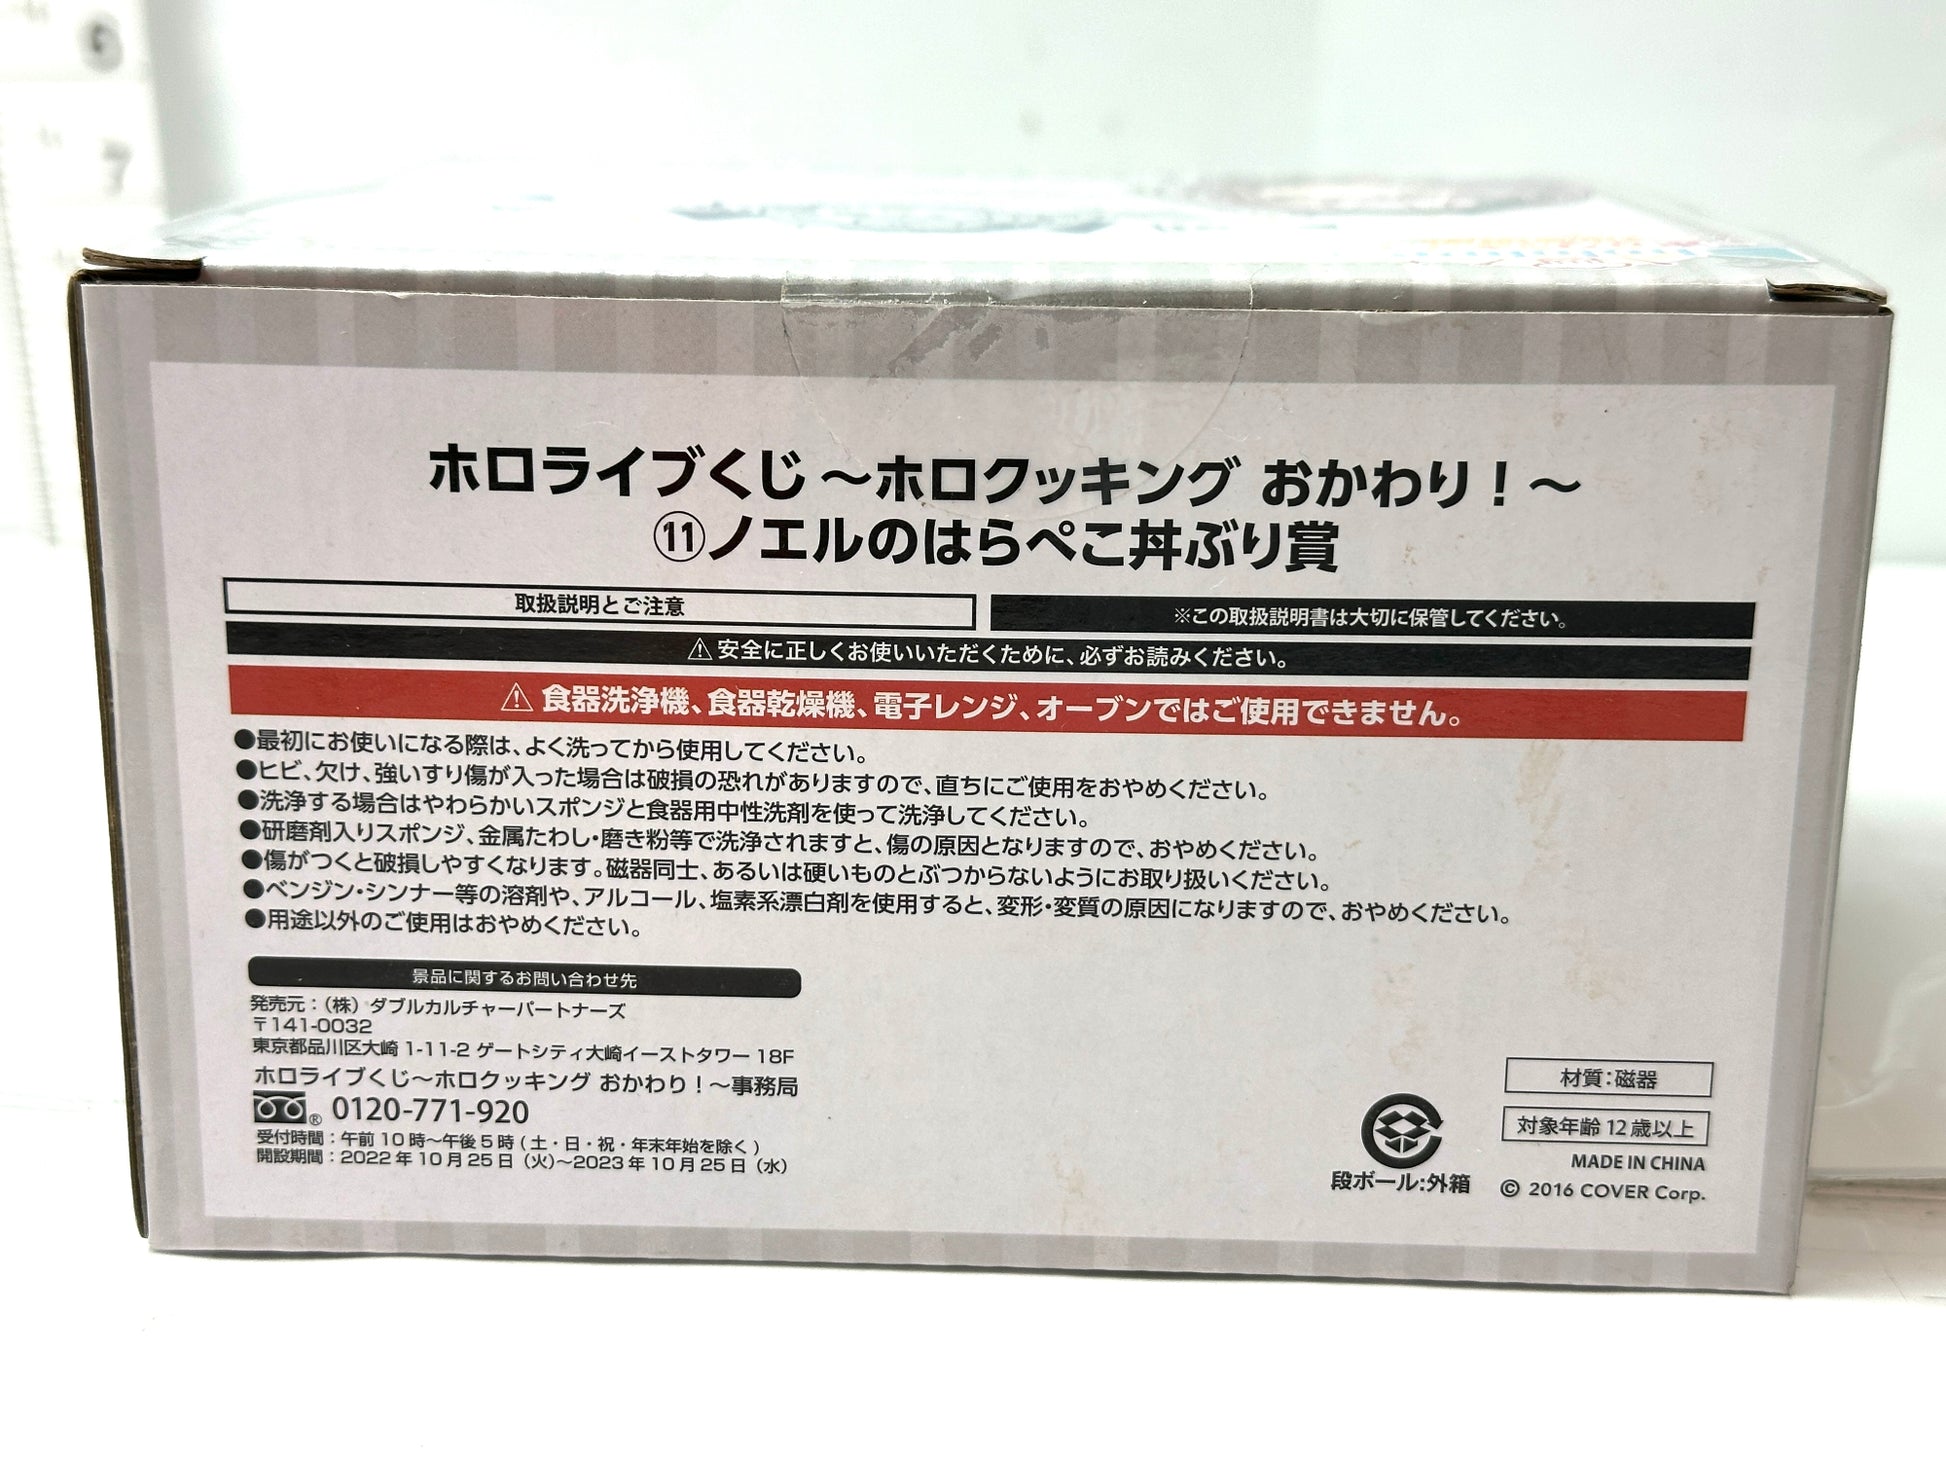 6
7
ホロライブくじ ～ホロクッキング おかわり！～
⑪ノエルのはらぺこ丼ぶり賞
取扱説明とご注意
※この取扱説明書は大切に保管してください。
⚠安全に正しくお使いいただくために、必ずお読みください。
⚠食器洗浄機、食器乾燥機、電子レンジ、オーブンではご使用できません。
●最初にお使いになる際は、よく洗ってから使用してください。
●ヒビ、欠け、強いすり傷が入った場合は破損の恐れがありますので、直ちにご使用をおやめください。
●洗浄する場合はやわらかいスポンジと食器用中性洗剤を使って洗浄してください。
●研磨剤入りスポンジ、金属たわし・磨き粉等で洗浄されますと、傷の原因となりますので、おやめください。
●傷がつくと破損しやすくなります。磁器同士、あるいは硬いものとぶつからないようにお取り扱いください。
●ベンジン・シンナー等の溶剤や、アルコール、塩素系漂白剤を使用すると、変形・変質の原因になりますので、おやめください。
●用途以外のご使用はおやめください。
景品に関するお問い合わせ先
発売元：（株）ダブルカルチャーパートナーズ
〒141-0032
東京都品川区大崎 1-11-2 ゲートシティ大崎イーストタワー 18F
ホロライブくじ～ホロクッキング おかわり！～事務局
® 0120-771-920
受付時間：午前 10 時～午後 5 時 ( 土・日・祝・年末年始を除く )
開設期間：2022 年 10 月 25 日（火）～2023 年 10 月 25 日（水）
段ボール:外箱
材質：磁器
対象年齢 12 歳以上
MADE IN CHINA
© 2016 COVER Corp.